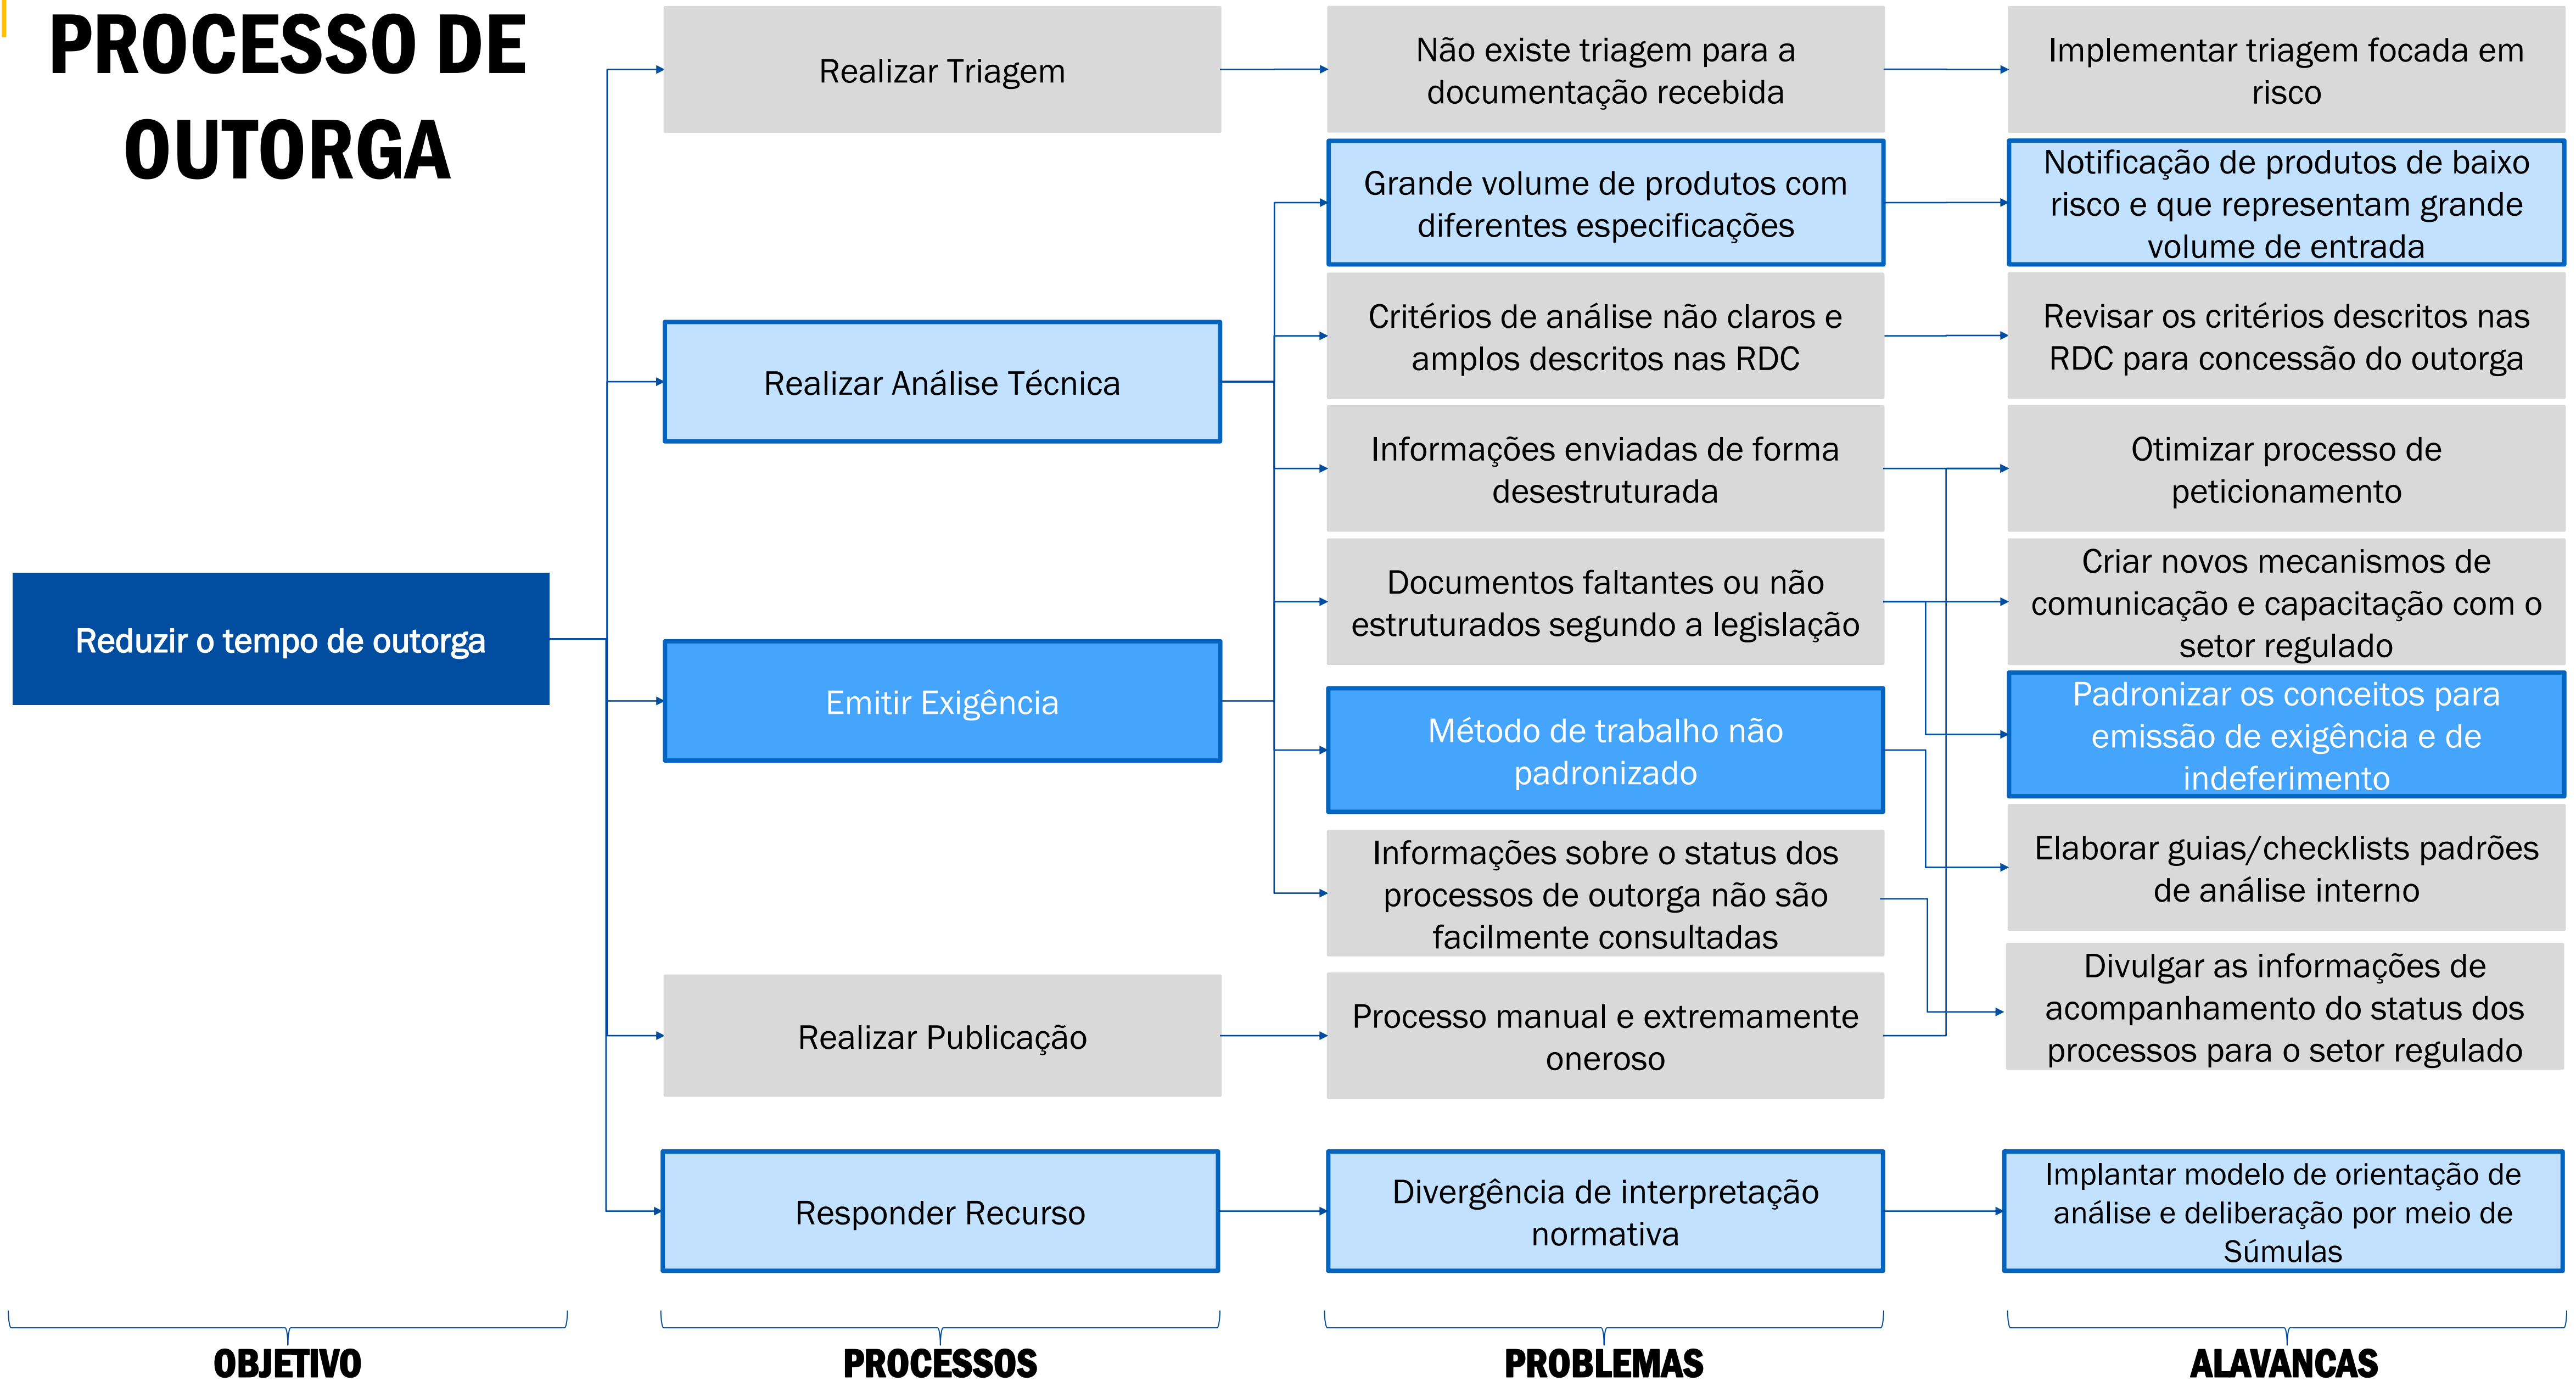 PROCESSO DE
OUTORGA
Reduzir o tempo de outorga
Realizar Triagem
Realizar Análise Técnica
Emitir Exigência
Realizar Publicação
Responder Recurso
Não existe triagem para a
documentação recebida
Grande volume de produtos com
diferentes especificações
Critérios de análise não claros e
amplos descritos nas RDC
Informações enviadas de forma
desestruturada
Documentos faltantes ou não
estruturados segundo a legislação
Método de trabalho não
padronizado
Informações sobre o status dos
processos de outorga não são
facilmente consultadas
Processo manual e extremamente
oneroso
Divergência de interpretação
normativa
Implementar triagem focada em
risco
Notificação de produtos de baixo
risco e que representam grande
volume de entrada
Revisar os critérios descritos nas
RDC para concessão do outorga
Otimizar processo de
peticionamento
Criar novos mecanismos de
comunicação e capacitação com o
setor regulado
Padronizar os conceitos para
emissão de exigência e de
indeferimento
Elaborar guias/checklists padrões
de análise interno
Divulgar as informações de
acompanhamento do status dos
processos para o setor regulado
Implantar modelo de orientação de
análise e deliberação por meio de
Súmulas
OBJETIVO
PROCESSOS
PROBLEMAS
ALAVANCAS